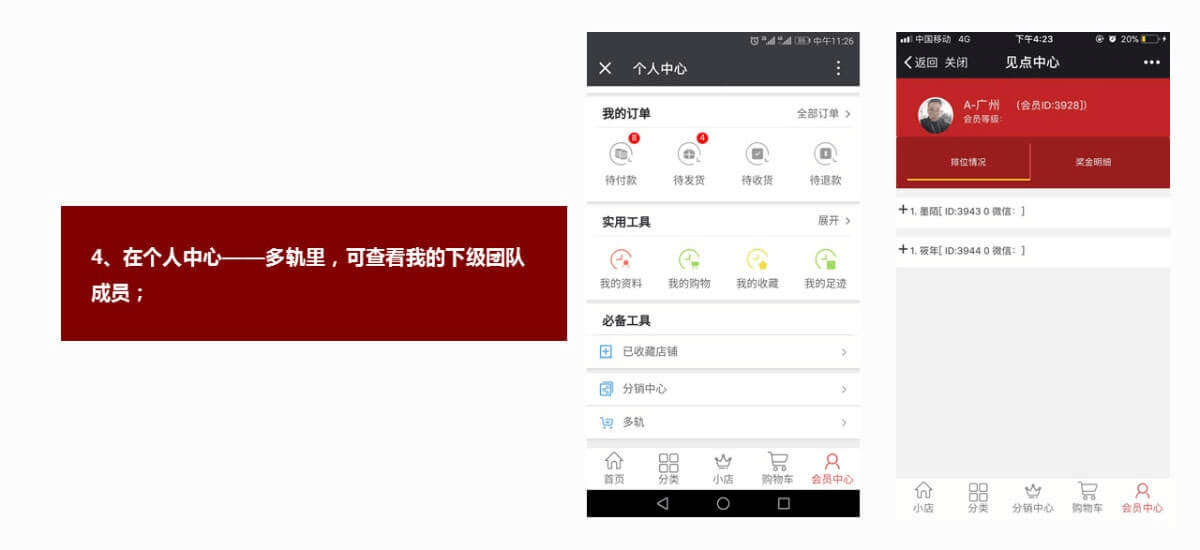 4、在个人中心——多轨里，可查看我的下级团队
成员；
中午11:26
个人中心
我的订单 全部订单
8 4
待付款 待发货 待收货 待退款
实用工具 展开
我的资料 我的购物 我的收藏 我的足迹
必备工具
已收藏店铺
分销中心
多轨
首页 分类 小店 购物车 会员中心
中国移动 4G 下午4:23 20%
返回 关闭 见点中心
A-广州 (会员ID:3928])
会员等级:
排位情况 奖金明细
+ 1. 墨陌[ ID:3943 0 微信：]
+ 1. 筱年[ ID:3944 0 微信：]
小店 分类 分销中心 购物车 会员中心